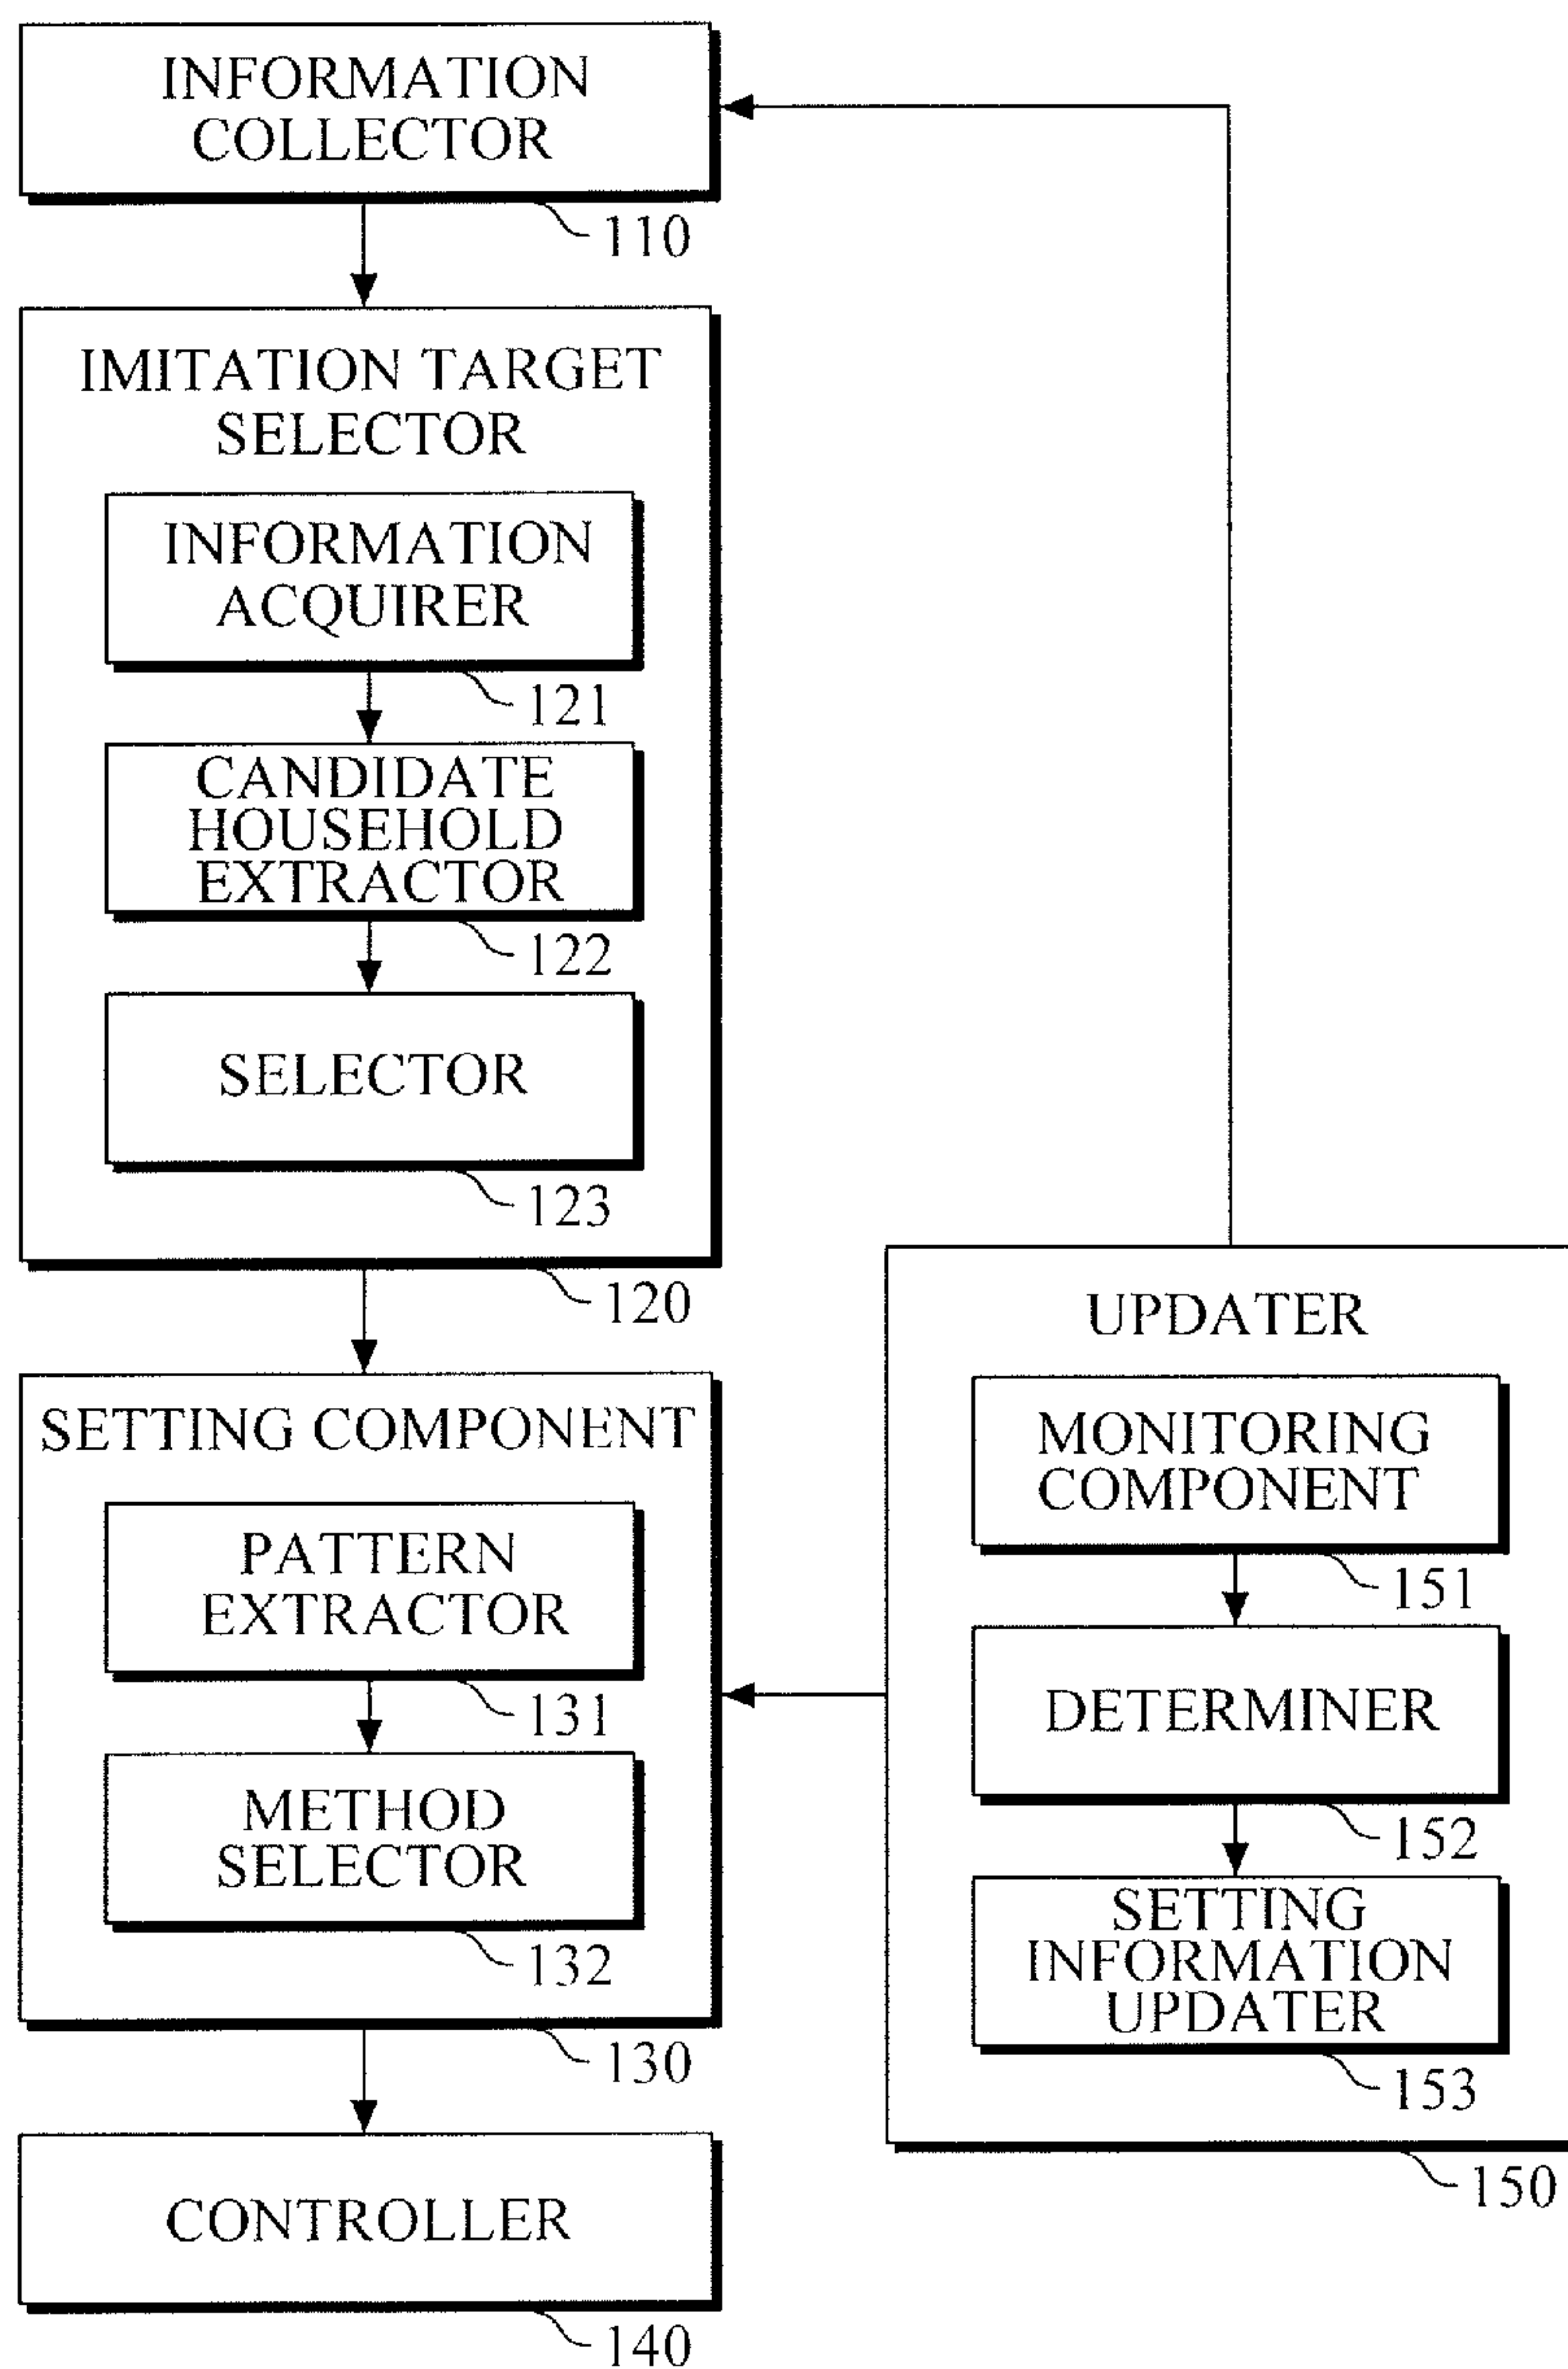 INFORMATION
COLLECTOR
110
IMITATION TARGET
SELECTOR
INFORMATION
ACQUIRER
121
CANDIDATE
HOUSEHOLD
EXTRACTOR
122
SELECTOR
123
120
SETTING COMPONENT
PATTERN
EXTRACTOR
131
METHOD
SELECTOR
132
130
CONTROLLER
140
UPDATER
MONITORING
COMPONENT
151
DETERMINER
152
SETTING
INFORMATION
UPDATER
153
150